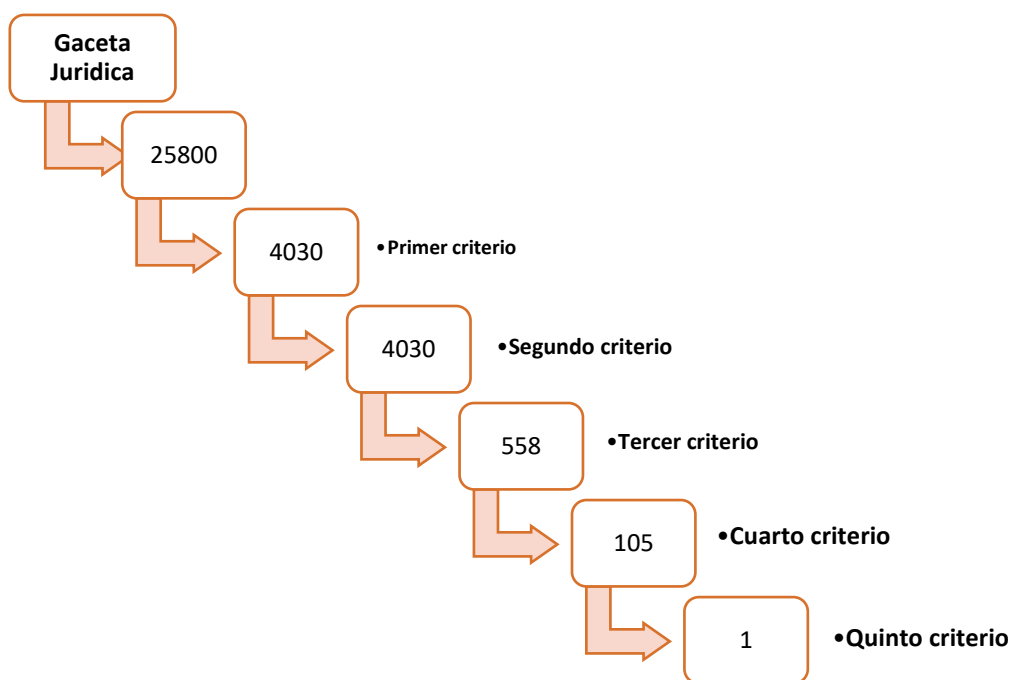 Gaceta
Juridica
25800
4030
•Primer criterio
4030
•Segundo criterio
558
•Tercer criterio
105
•Cuarto criterio
1
•Quinto criterio